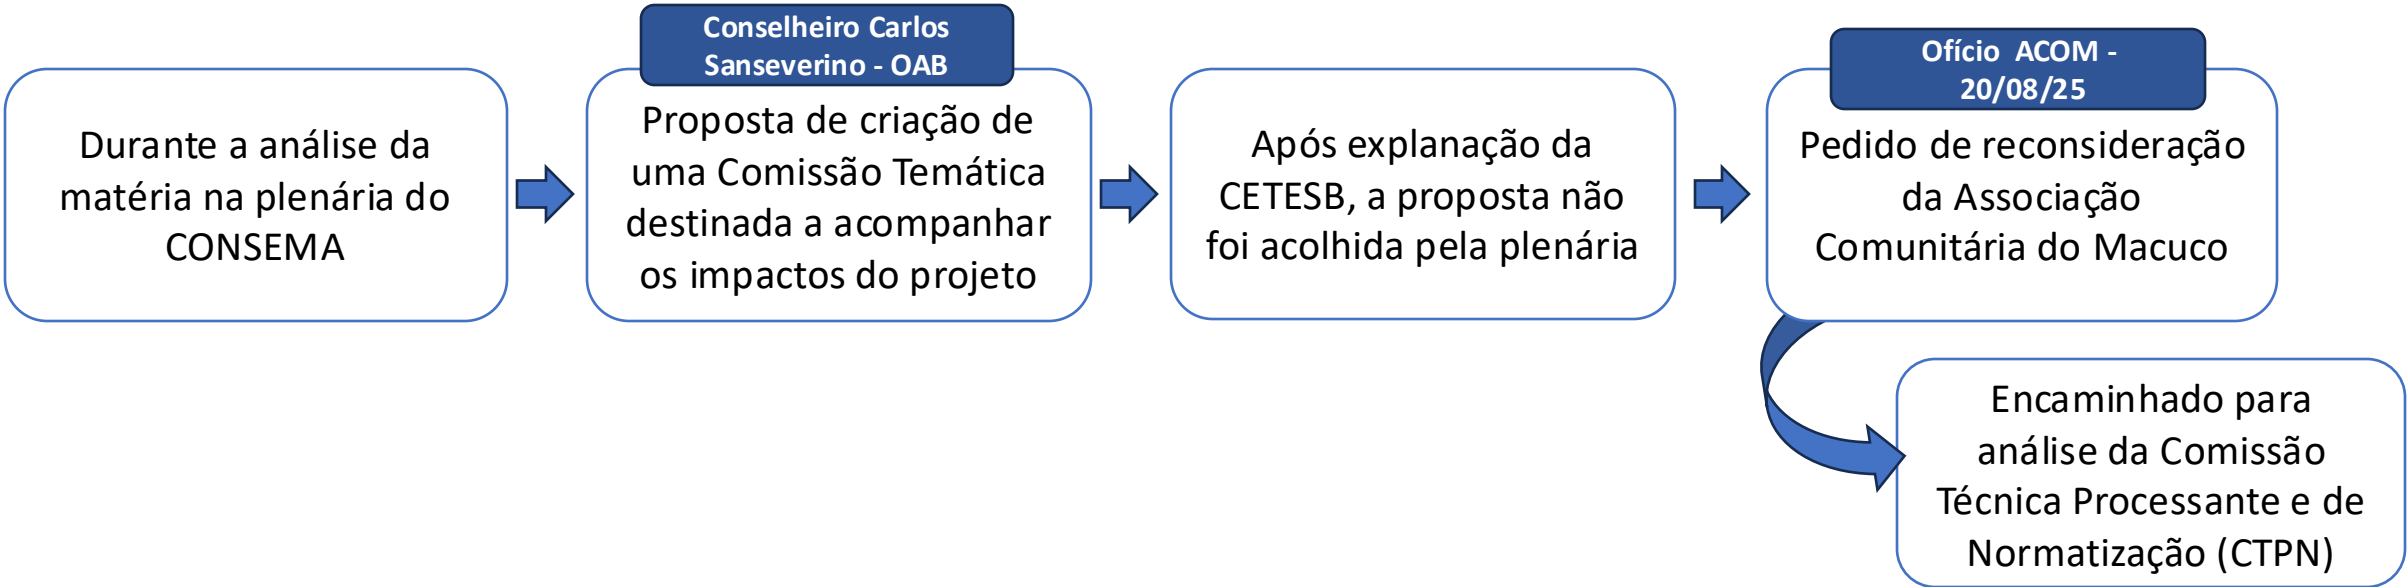 Durante a análise da
matéria na plenária do
CONSEMA
Conselheiro Carlos
Sanseverino - OAB
Proposta de criação de
uma Comissão Temática
destinada a acompanhar
os impactos do projeto
Após explanação da
CETESB, a proposta não
foi acolhida pela plenária
Ofício ACOM -
20/08/25
Pedido de reconsideração
da Associação
Comunitária do Macuco
Encaminhado para
análise da Comissão
Técnica Processante e de
Normatização (CTPN)